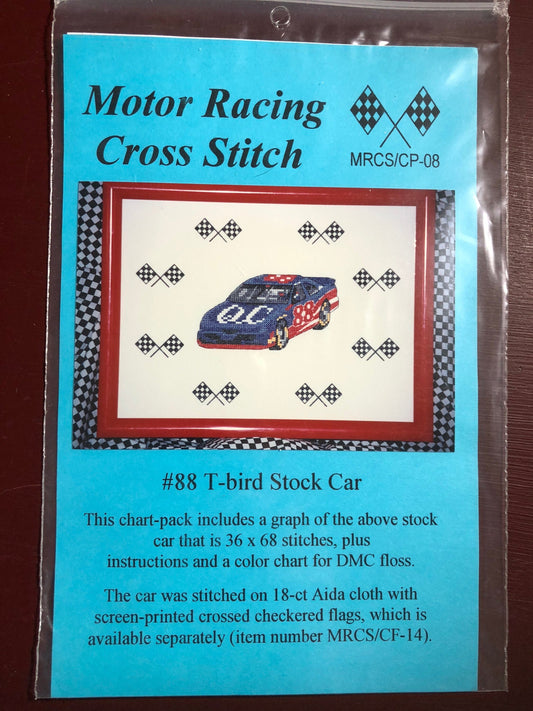 Motor Racing
Cross Stitch
MRCS/CP-08
QC
88
#88 T-bird Stock Car
This chart-pack includes a graph of the above stock
car that is 36 x 68 stitches, plus
instructions and a color chart for DMC floss.
The car was stitched on 18-ct Aida cloth with
screen-printed crossed checkered flags, which is
available separately (item number MRCS/CF-14).